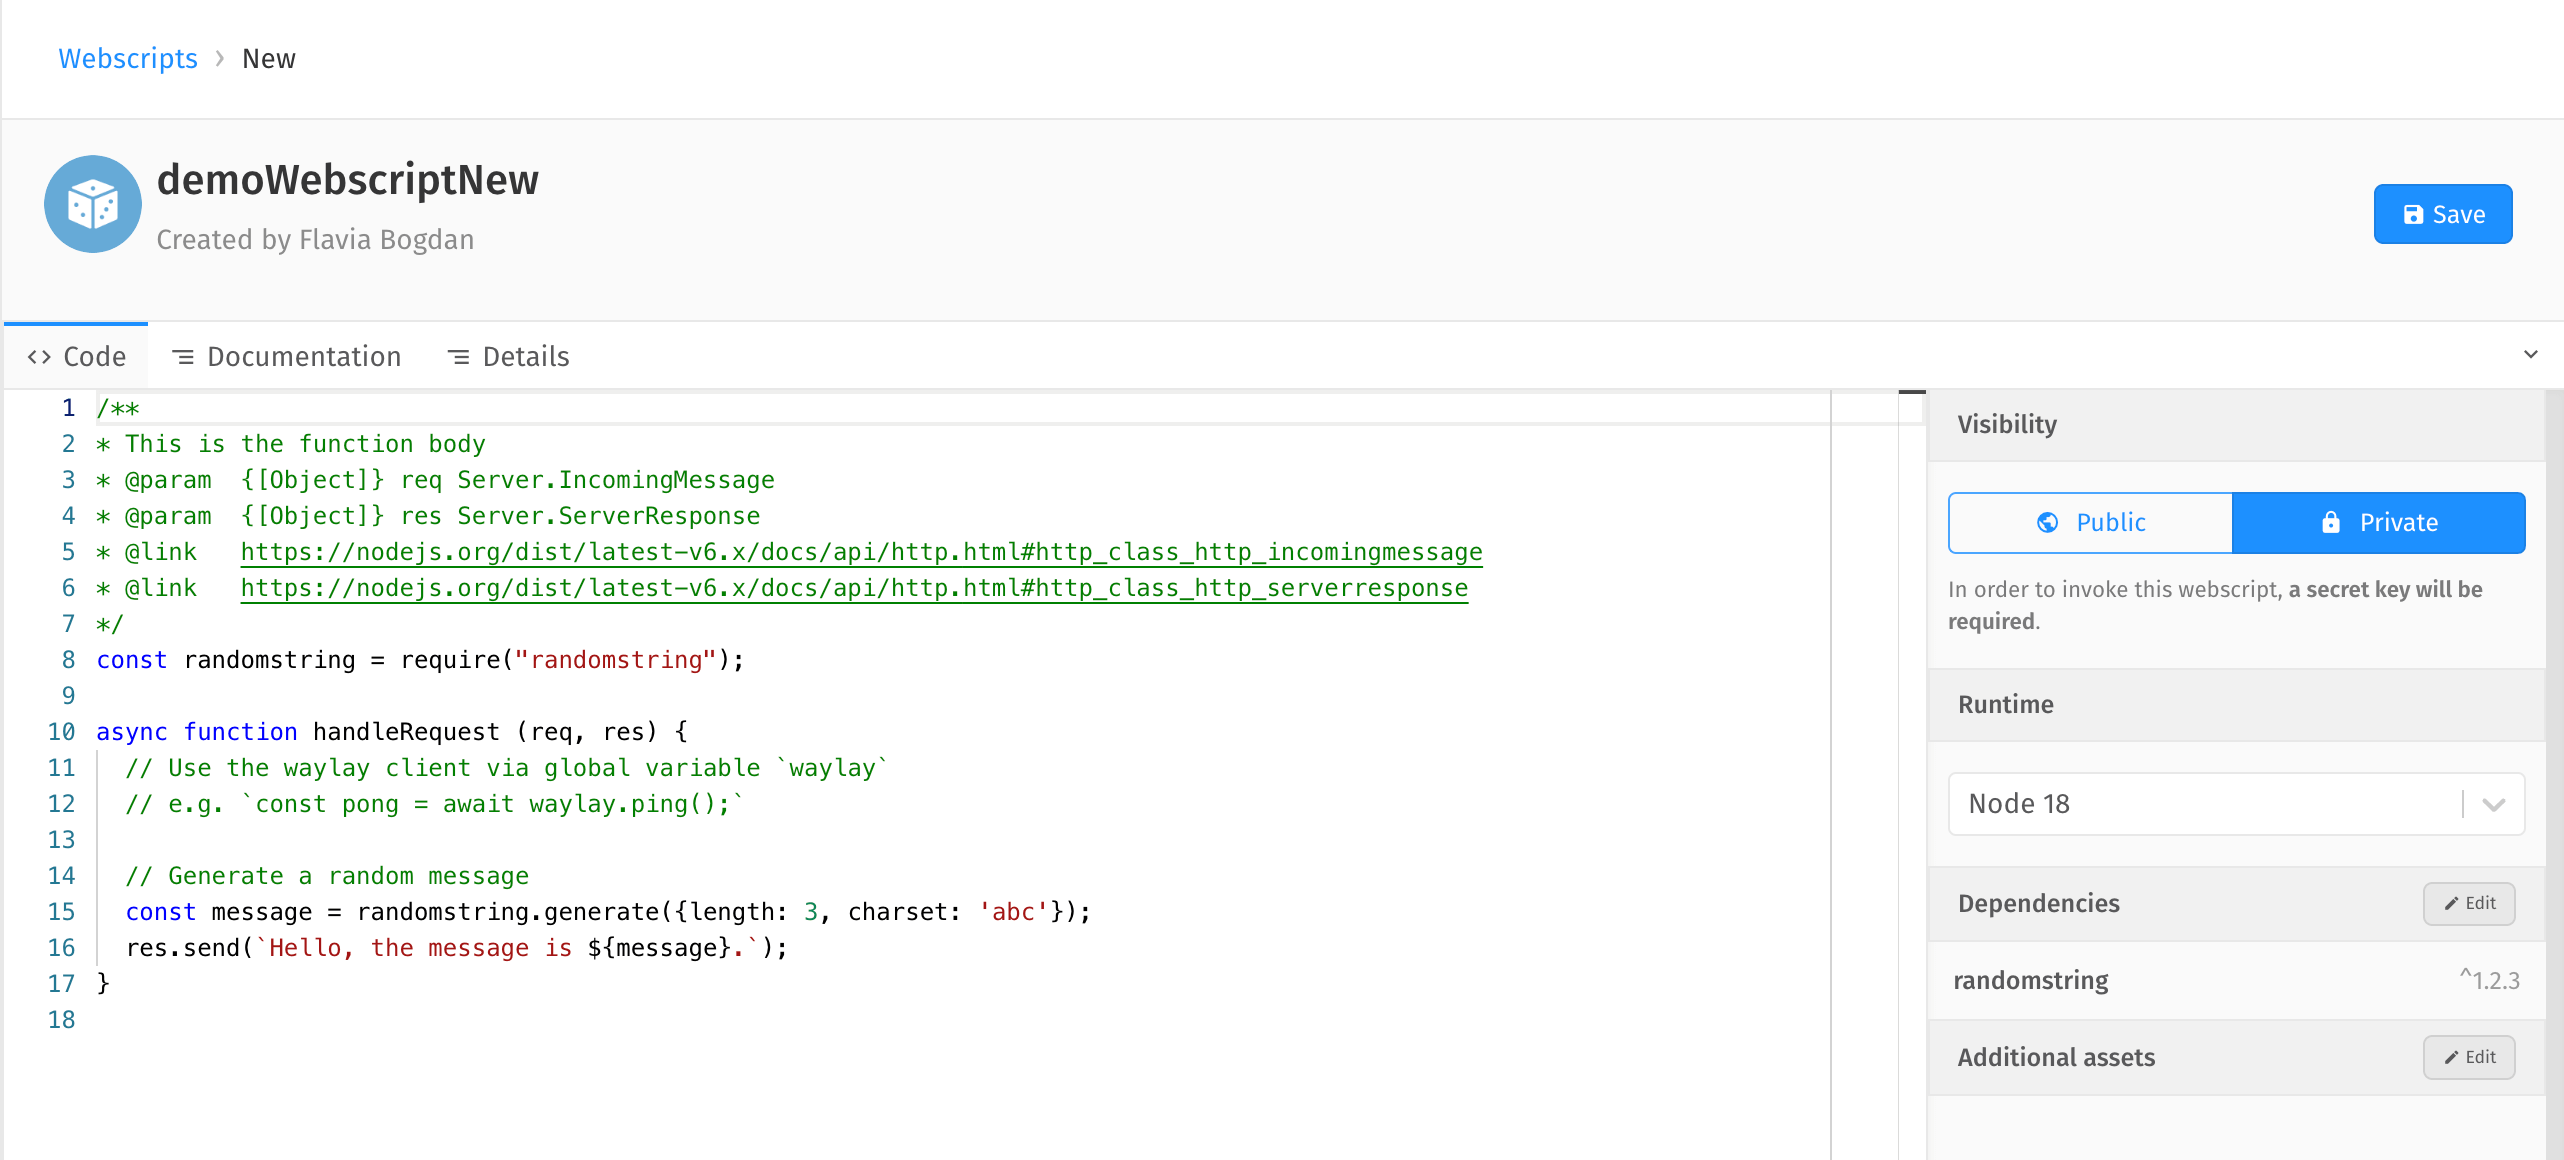 Webscripts > New
demoWebscriptNew
Created by Flavia Bogdan
Save
<> Code Documentation Details
1 /**
2 * This is the function body
3 * @param  {[Object]} req Server.IncomingMessage
4 * @param  {[Object]} res Server.ServerResponse
5 * @link   https://nodejs.org/dist/latest-v6.x/docs/api/http.html#http_class_http_incomingmessage
6 * @link   https://nodejs.org/dist/latest-v6.x/docs/api/http.html#http_class_http_serverresponse
7 */
8 const randomstring = require("randomstring");
9
10 async function handleRequest (req, res) {
11   // Use the waylay client via global variable `waylay`
12   // e.g. `const pong = await waylay.ping();`
13
14   // Generate a random message
15   const message = randomstring.generate({length: 3, charset: 'abc'});
16   res.send(`Hello, the message is ${message}.`);
17 }
18
Visibility
Public Private
In order to invoke this webscript, a secret key will be
required.
Runtime
Node 18
Dependencies Edit
randomstring ^1.2.3
Additional assets Edit